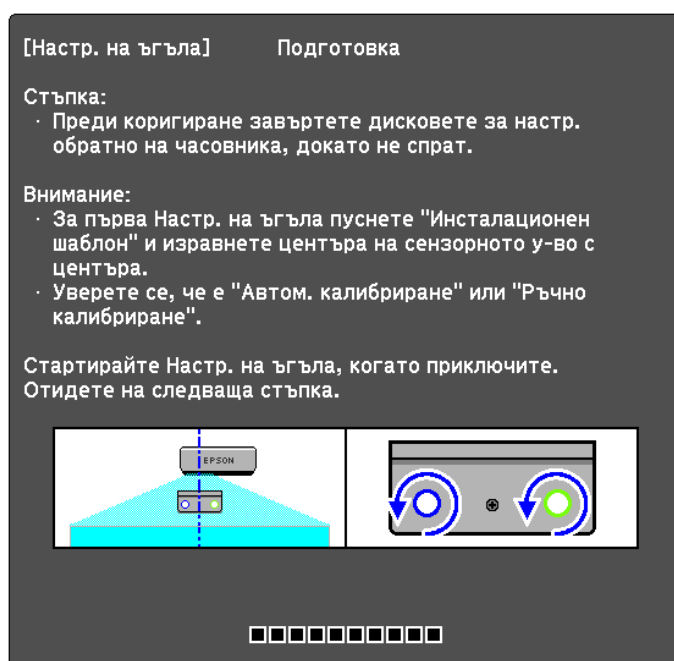 [Настр. на ъгъла] Подготовка
Стъпка:
· Преди коригиране завъртете дисковете за настр.
обратно на часовника, докато не спрат.
Внимание:
· За първа Настр. на ъгъла пуснете "Инсталационен
шаблон" и изравнете центъра на сензорното у-во с
центъра.
· Уверете се, че е "Автом. калибриране" или "Ръчно
калибриране".
Стартирайте Настр. на ъгъла, когато приключите.
Отидете на следваща стъпка.
EPSON